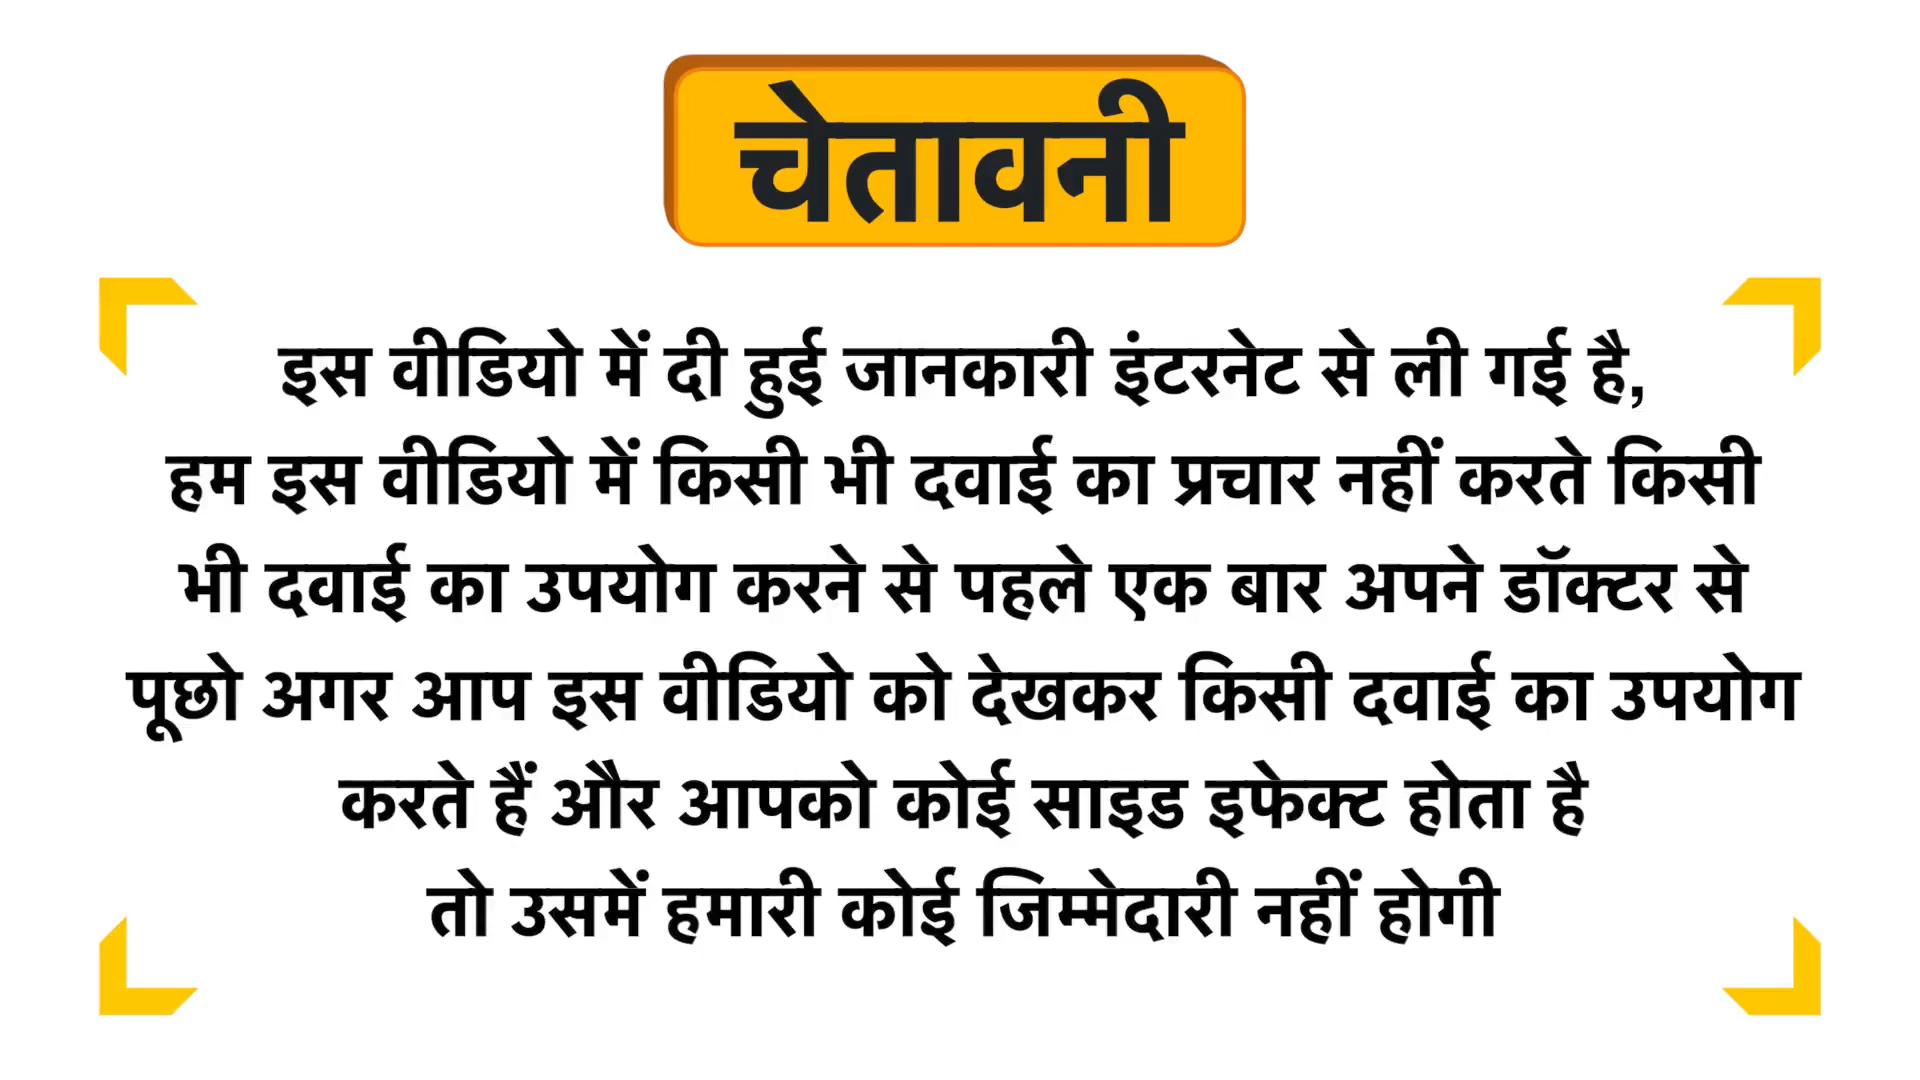 चेतावनी
इस वीडियो में दी हुई जानकारी इंटरनेट से ली गई है,
हम इस वीडियो में किसी भी दवाई का प्रचार नहीं करते किसी
भी दवाई का उपयोग करने से पहले एक बार अपने डॉक्टर से
पूछो अगर आप इस वीडियो को देखकर किसी दवाई का उपयोग
करते हैं और आपको कोई साइड इफेक्ट होता है
तो उसमें हमारी कोई जिम्मेदारी नहीं होगी